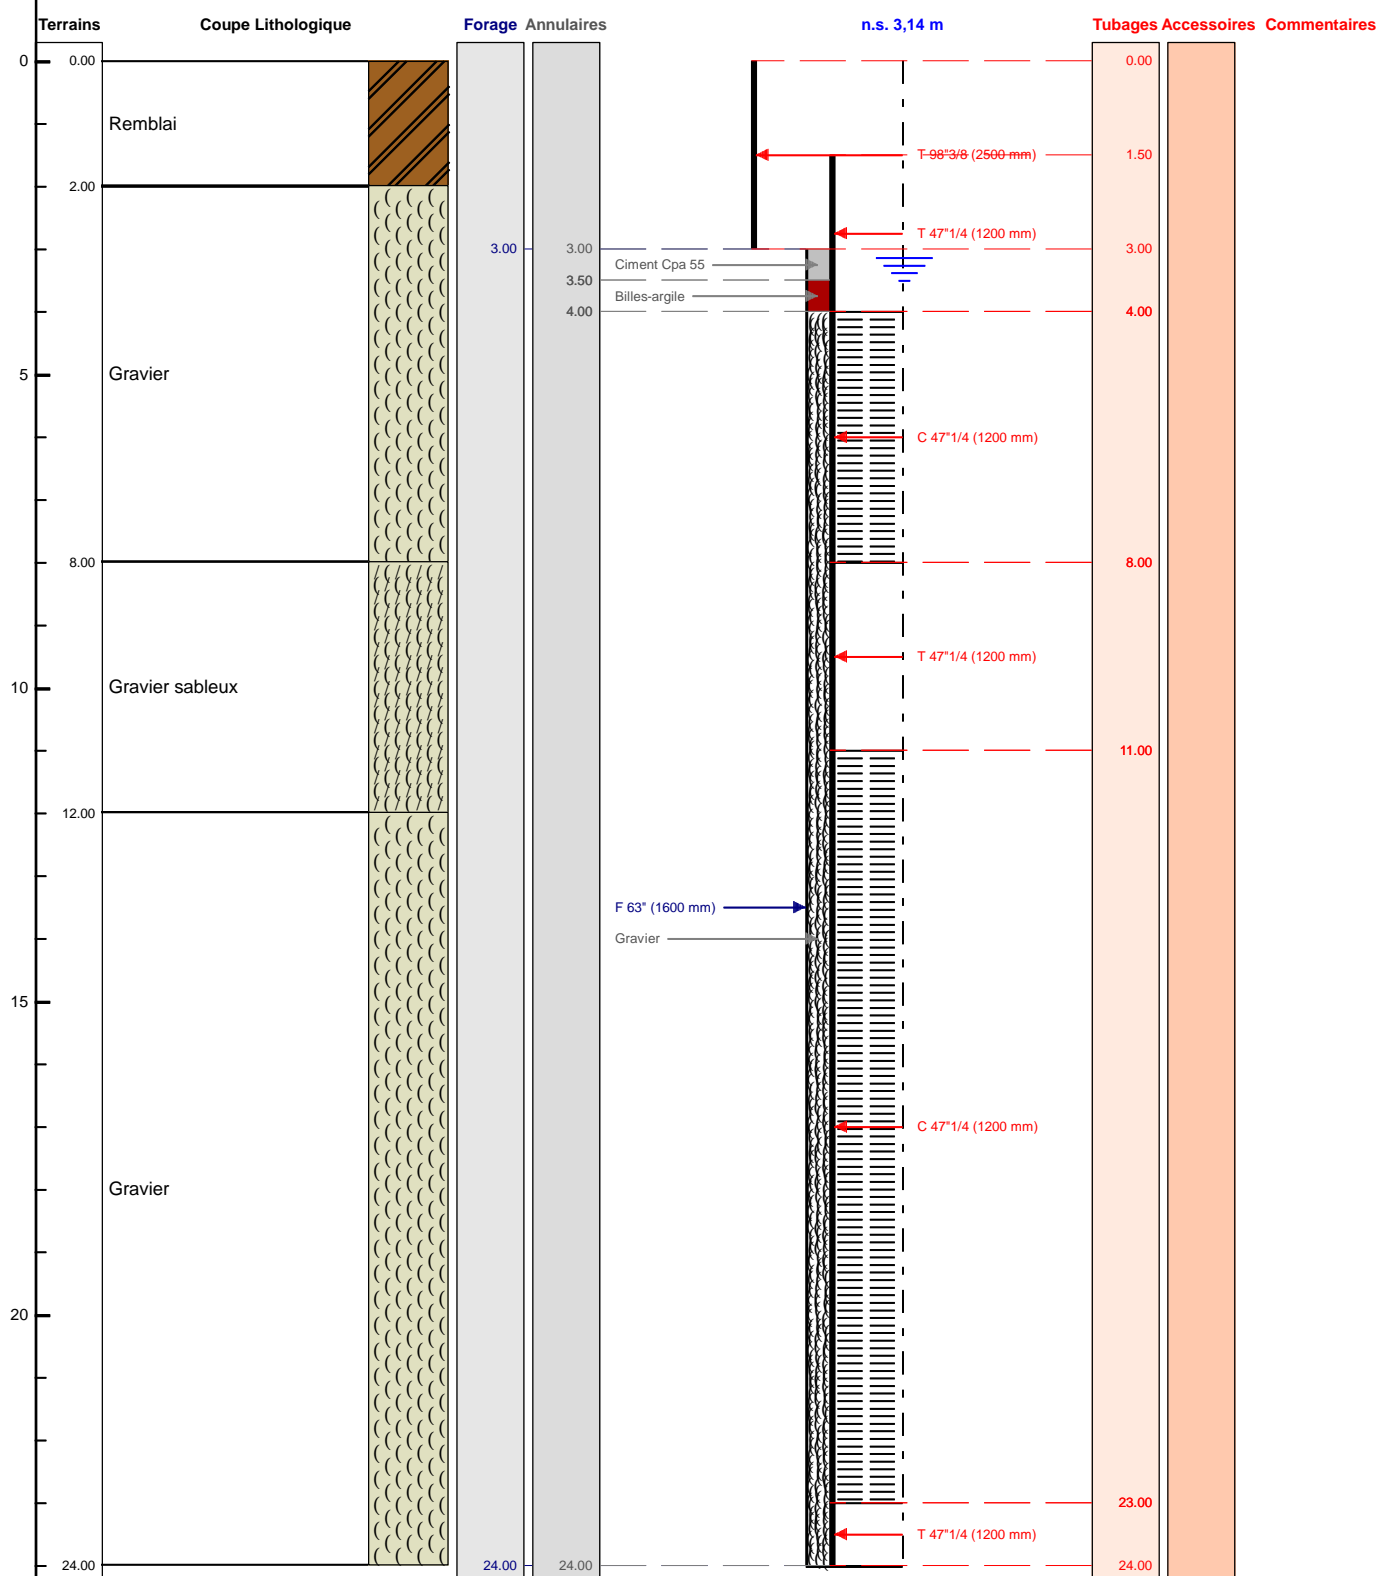 Terrains Coupe Lithologique Forage Annulaires n.s. 3,14 m Tubages Accessoires Commentaires
0 0.00 0.00
Remblai
T 98"3/8 (2500 mm) 1.50
2.00
T 47"1/4 (1200 mm)
3.00 3.00 3.00
Ciment Cpa 55
3.50
Billes-argile
4.00 4.00
5 Gravier
C 47"1/4 (1200 mm)
8.00 8.00
T 47"1/4 (1200 mm)
10 Gravier sableux
11.00
12.00
F 63" (1600 mm)
Gravier
15
C 47"1/4 (1200 mm)
Gravier
20
23.00
T 47"1/4 (1200 mm)
24.00 24.00 24.00 24.00